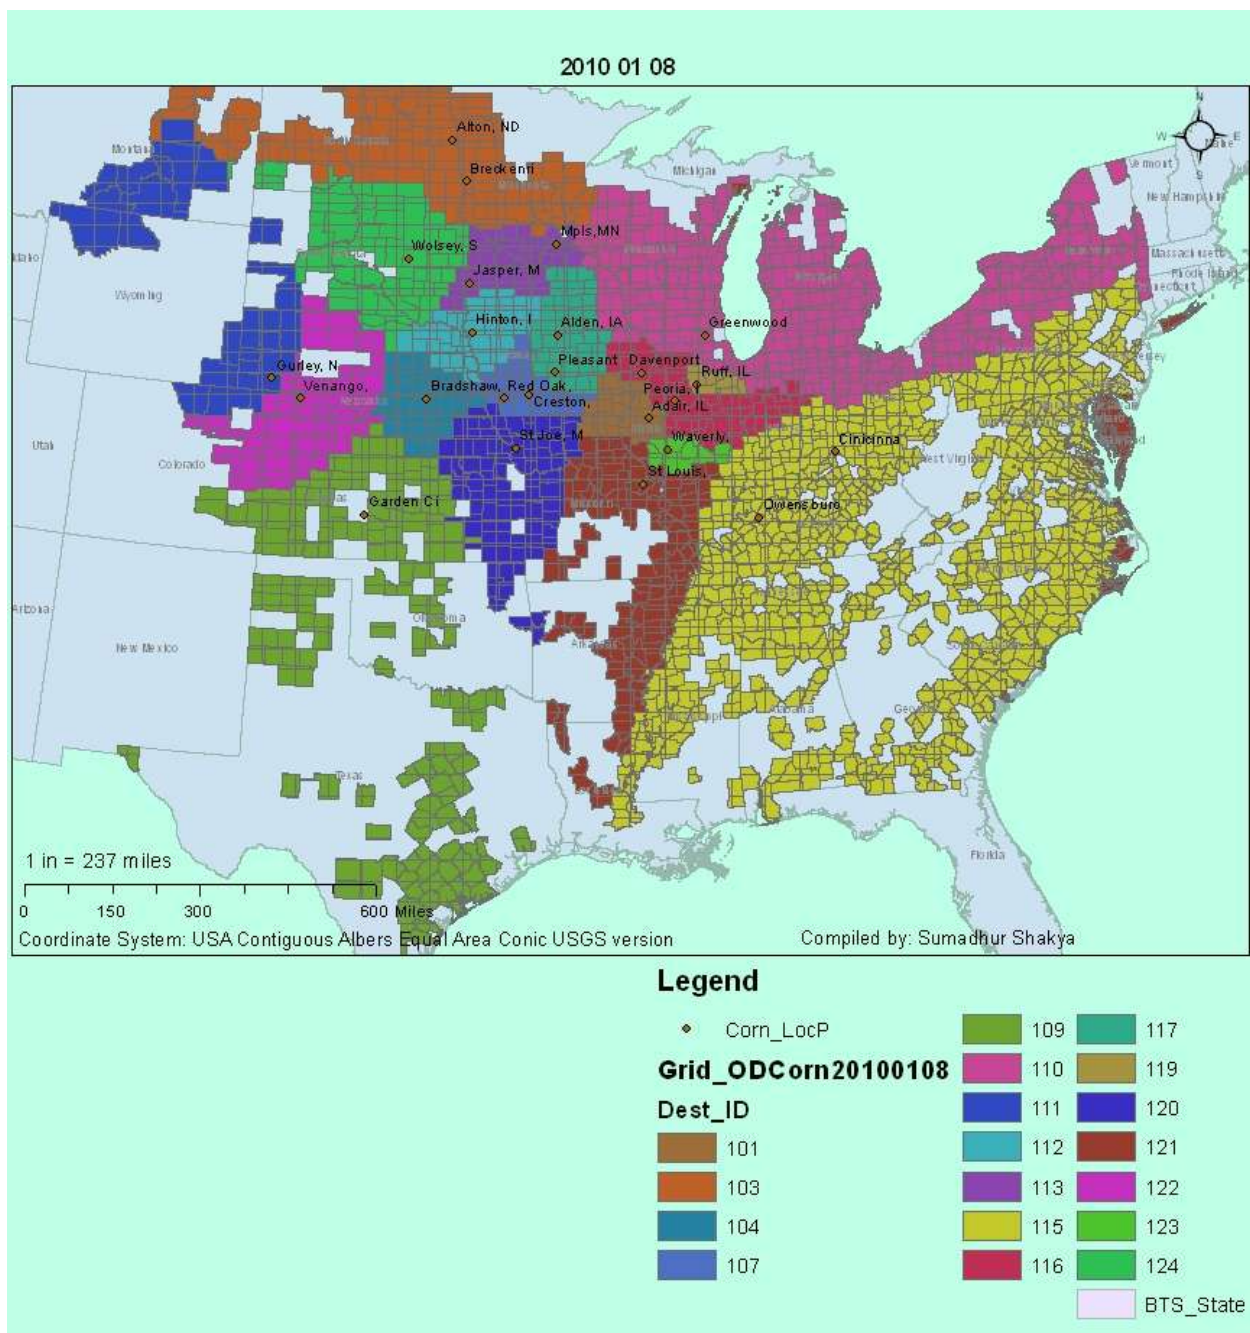 2010 01 08
N
W
E
S
Afton, ND
Montana
Michigan
Vermont
Breckenri
New Hampshire
Mpls,MN
Wolsey, S
Massachusetts
Idaho
Jasper, M
Rhode Island
Wyoming
Hinton, I
Alden, IA
Greenwood
Pleasant
Davenport
Gurley, N
Ruff, IL
Venango,
Bradshaw,
Red Oak,
Peoria, I
Creston,
Adair, IL
Utah
St Joe, M
Waverly,
Cinicinna
Colorado
West Virginia
St Louis,
Garden Ci
Owensboro
Arizona
Oklahoma
New Mexico
Alabama
Texas
Florida
1 in = 237 miles
0 150 300 600 Miles
Coordinate System: USA Contiguous Albers Equal Area Conic USGS version
Compiled by: Sumadhur Shakya
Legend
Corn_LocP
Grid_ODCorn20100108
Dest_ID
101
103
104
107
109
110
111
112
113
115
116
117
119
120
121
122
123
124
BTS_State